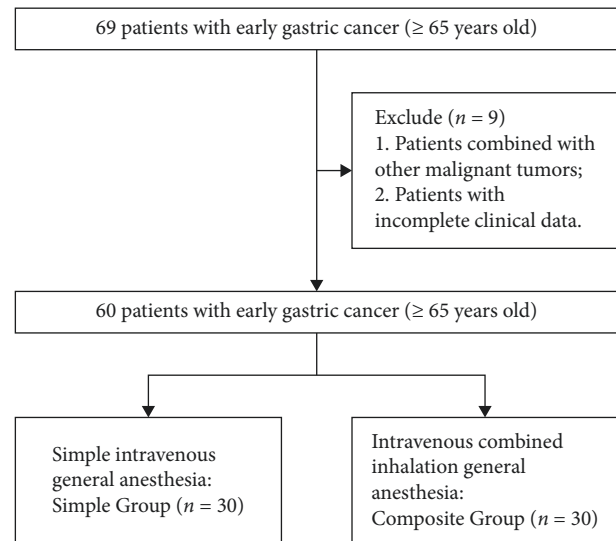 69 patients with early gastric cancer (≥ 65 years old)
Exclude (n = 9)
1. Patients combined with
other malignant tumors;
2. Patients with
incomplete clinical data.
60 patients with early gastric cancer (≥ 65 years old)
Simple intravenous
general anesthesia:
Simple Group (n = 30)
Intravenous combined
inhalation general
anesthesia:
Composite Group (n = 30)